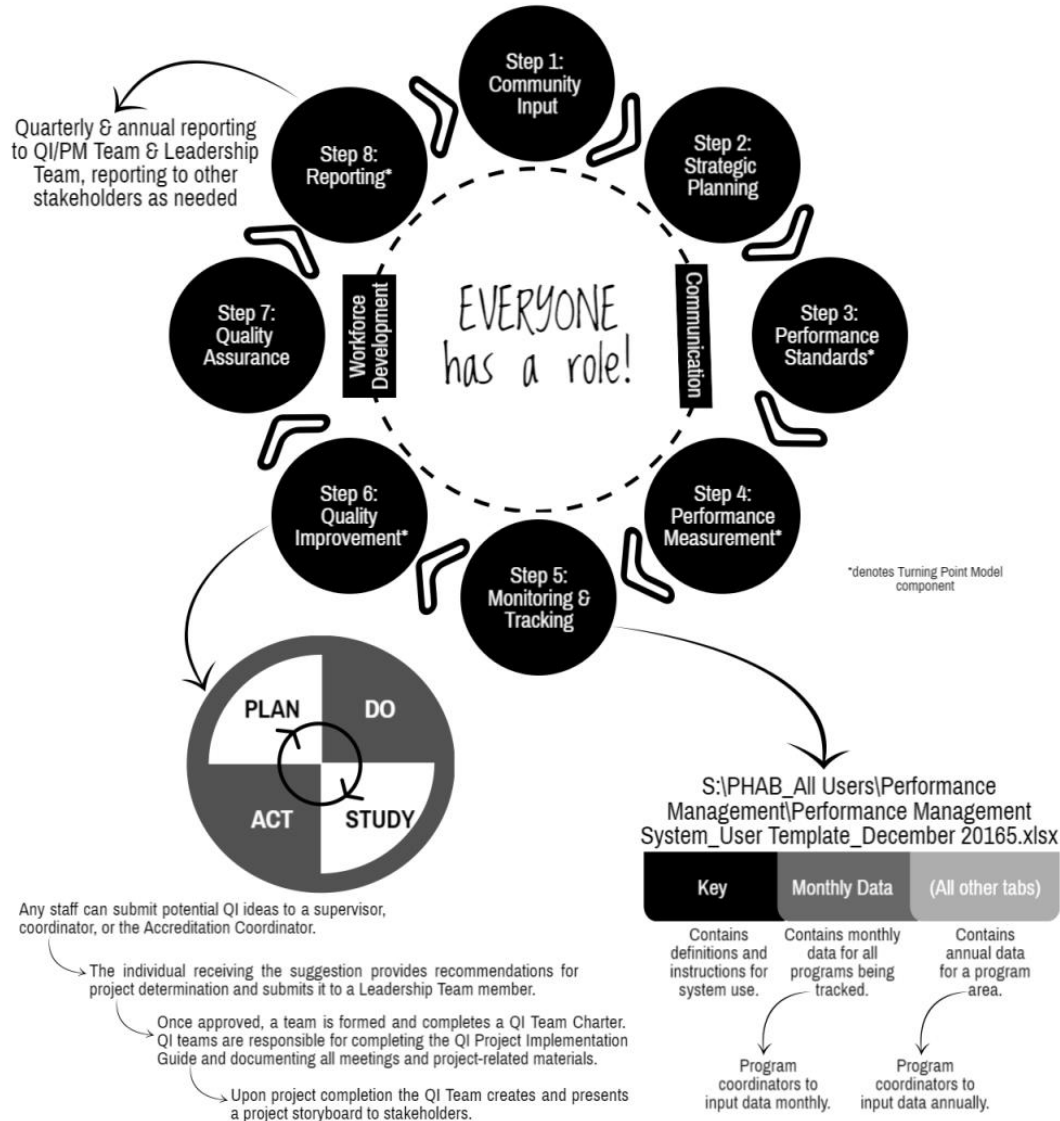 Step 1:
Community
Input
Step 2:
Strategic
Planning
Step 3:
Performance
Standards*
Step 4:
Performance
Measurement*
Step 5:
Monitoring &
Tracking
Step 6:
Quality
Improvement*
Step 7:
Quality
Assurance
Step 8:
Reporting*
Quarterly & annual reporting
to QI/PM Team & Leadership
Team, reporting to other
stakeholders as needed
Workforce
Development
EVERYONE
has a role!
Communication
*denotes Turning Point Model
component
PLAN
DO
ACT
STUDY
Any staff can submit potential QI ideas to a supervisor,
coordinator, or the Accreditation Coordinator.
The individual receiving the suggestion provides recommendations for
project determination and submits it to a Leadership Team member.
Once approved, a team is formed and completes a QI Team Charter.
QI teams are responsible for completing the QI Project Implementation
Guide and documenting all meetings and project-related materials.
Upon project completion the QI Team creates and presents
a project storyboard to stakeholders.
S:\PHAB_All Users\Performance
Management\Performance Management
System_User Template_December 20165.xlsx
Key
Monthly Data
(All other tabs)
Contains
definitions and
instructions for
system use.
Contains monthly
data for all
programs being
tracked.
Contains
annual data
for a program
area.
Program
coordinators to
input data monthly.
Program
coordinators to
input data annually.